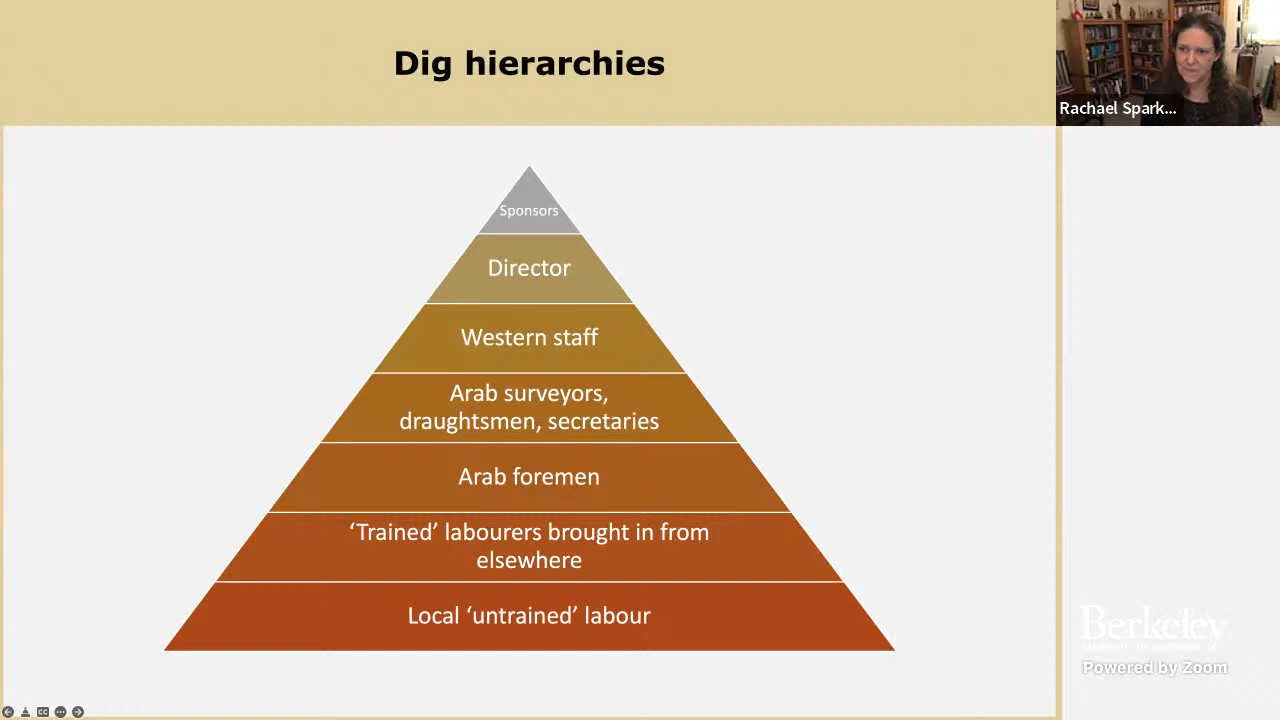 Dig hierarchies
Rachael Spark...
Sponsors
Director
Western staff
Arab surveyors,
draughtsmen, secretaries
Arab foremen
‘Trained’ labourers brought in from
elsewhere
Local ‘untrained’ labour
Berkeley
Powered by Zoom